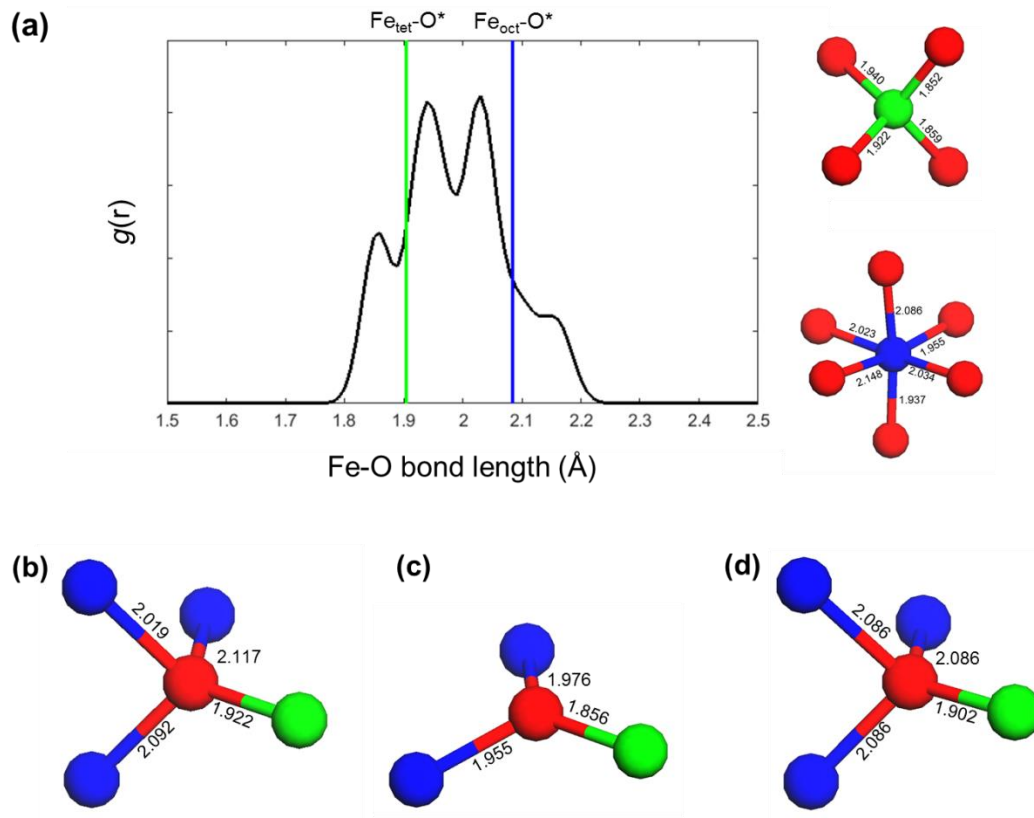 (a)
Fe_tet-O* Fe_oct-O*
g(r)
1.5 1.6 1.7 1.8 1.9 2 2.1 2.2 2.3 2.4 2.5
Fe-O bond length (Å)
1.940 1.852
1.922 1.859
2.086
2.023 1.955
2.148 2.034
1.937
(b)
2.019
2.117
1.922
2.092
(c)
1.976
1.856
1.955
(d)
2.086
2.086
1.902
2.086